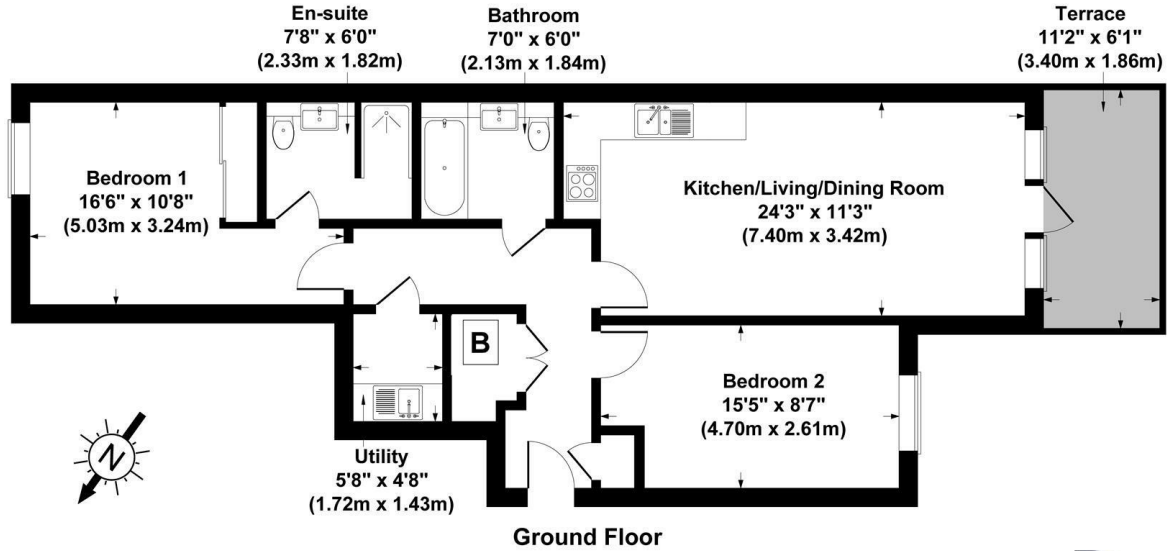 En-suite
7'8" x 6'0"
(2.33m x 1.82m)
Bathroom
7'0" x 6'0"
(2.13m x 1.84m)
Terrace
11'2" x 6'1"
(3.40m x 1.86m)
Bedroom 1
16'6" x 10'8"
(5.03m x 3.24m)
Kitchen/Living/Dining Room
24'3" x 11'3"
(7.40m x 3.42m)
B
Bedroom 2
15'5" x 8'7"
(4.70m x 2.61m)
N
Utility
5'8" x 4'8"
(1.72m x 1.43m)
Ground Floor